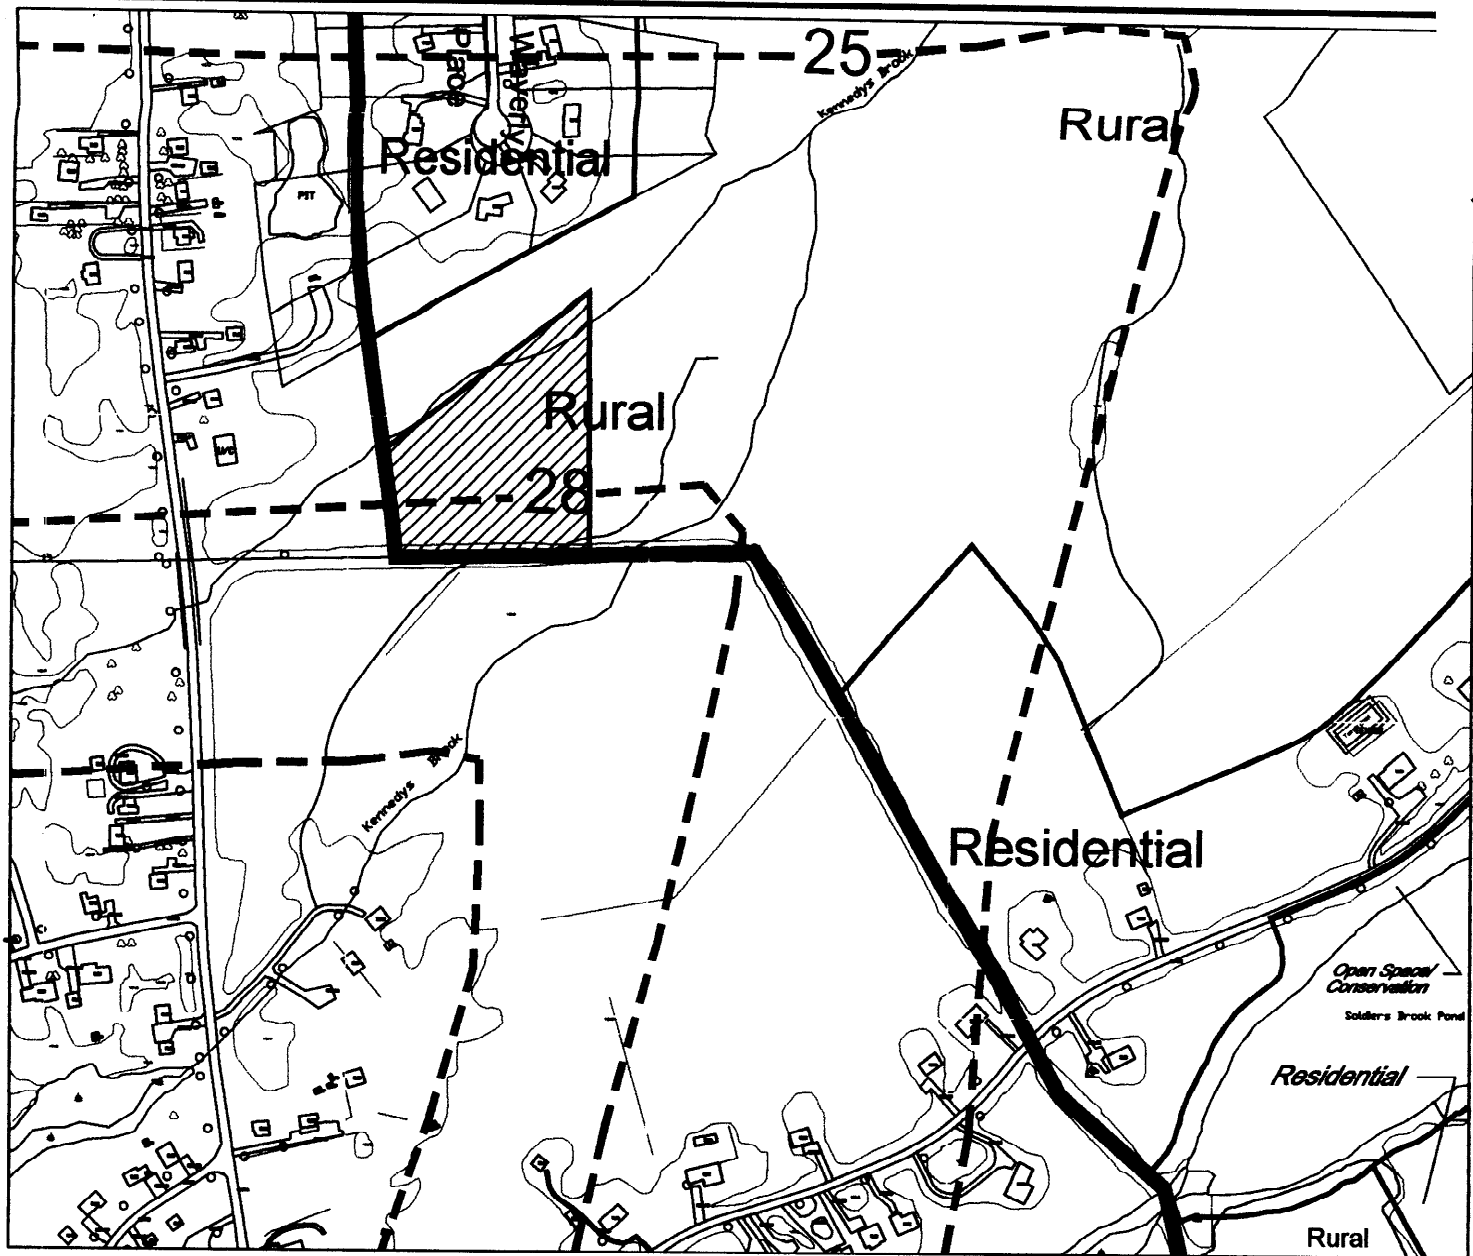 Waverly
Place
25
Kennedys Brook
Rural
Residential
PIT
Rural
28
Kennedys Brook
Residential
Open Space/
Conservation
Soldiers Brook Pond
Residential
Rural